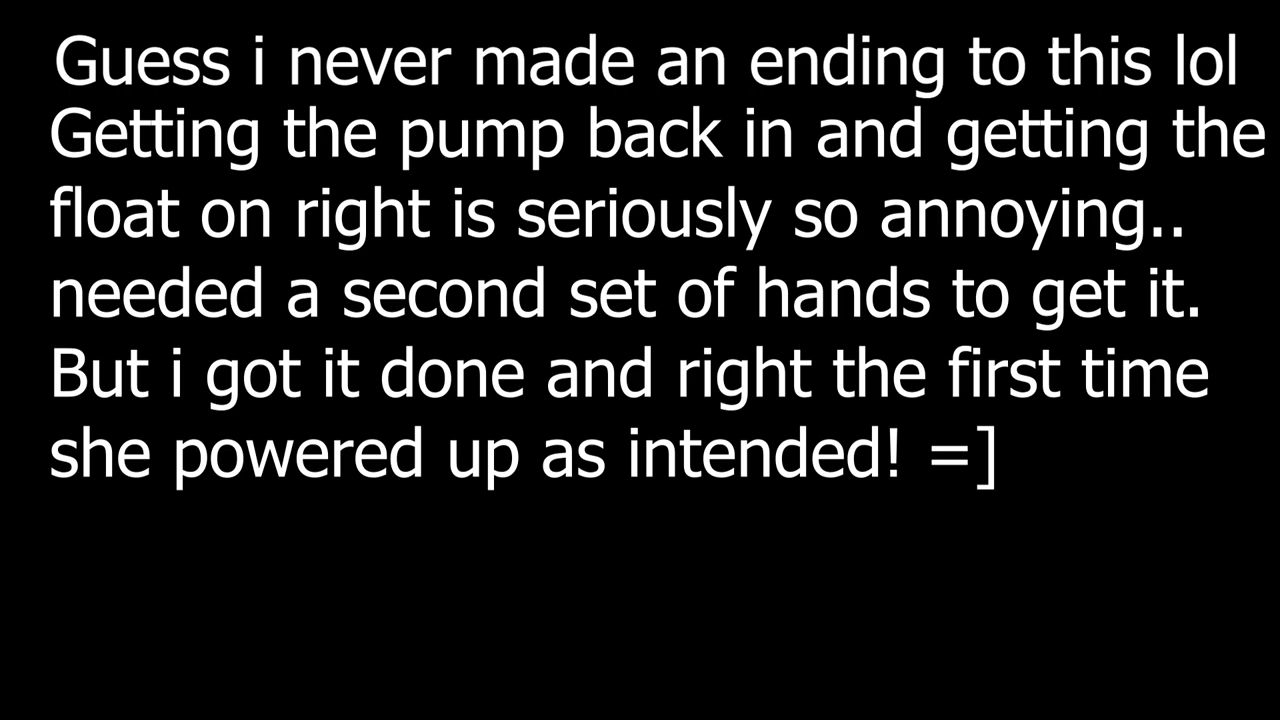 Guess i never made an ending to this lol
Getting the pump back in and getting the
float on right is seriously so annoying..
needed a second set of hands to get it.
But i got it done and right the first time
she powered up as intended! =]